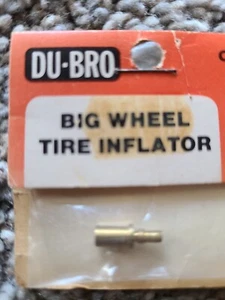 DU-BRO
BIG WHEEL
TIRE INFLATOR